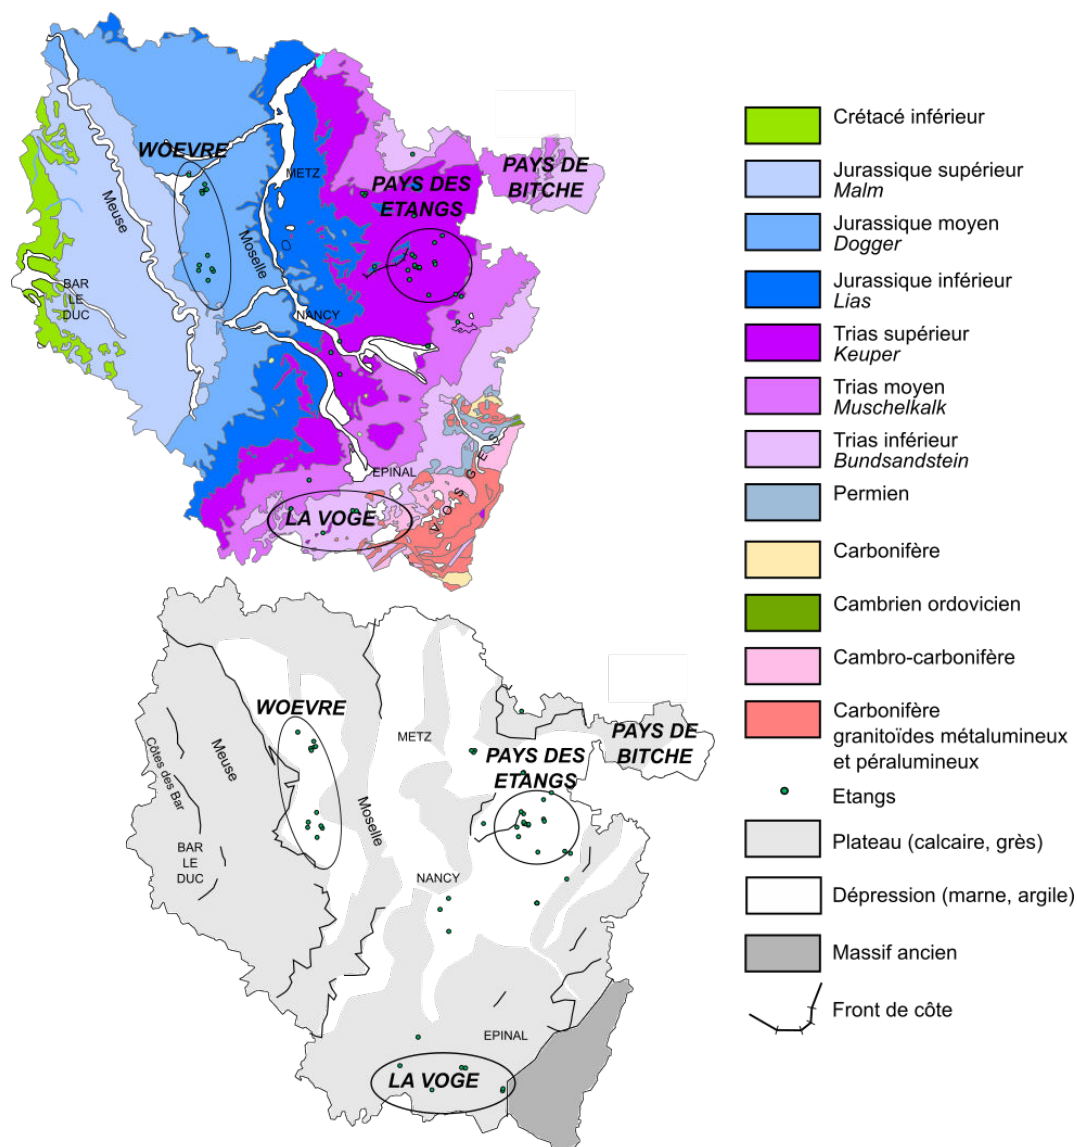 WÖEVRE
METZ
PAYS DES
ETANGS
PAYS DE
BITCHE
Meuse
Moselle
BAR
LE
DUC
NANCY
EPINAL
VOSGES
LA VOGE
WOEVRE
METZ
PAYS DES
ETANGS
PAYS DE
BITCHE
Côtes des Bar
Meuse
Moselle
BAR
LE
DUC
NANCY
EPINAL
LA VOGE
Crétacé inférieur
Jurassique supérieur
Malm
Jurassique moyen
Dogger
Jurassique inférieur
Lias
Trias supérieur
Keuper
Trias moyen
Muschelkalk
Trias inférieur
Bundsandstein
Permien
Carbonifère
Cambrien ordovicien
Cambro-carbonifère
Carbonifère
granitoïdes métalumineux
et péralumineux
Etangs
Plateau (calcaire, grès)
Dépression (marne, argile)
Massif ancien
Front de côte